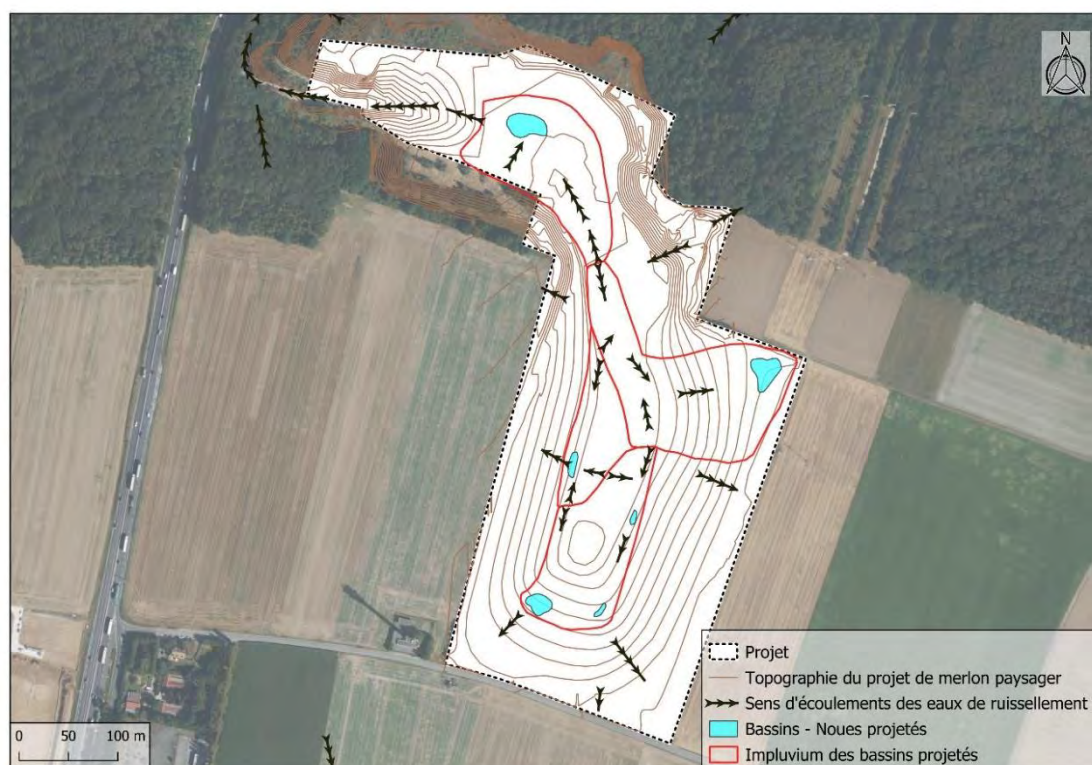 N
Projet
Topographie du projet de merlon paysager
Sens d'écoulements des eaux de ruissellement
Bassins - Noues projetés
Impluvium des bassins projetés
0 50 100 m